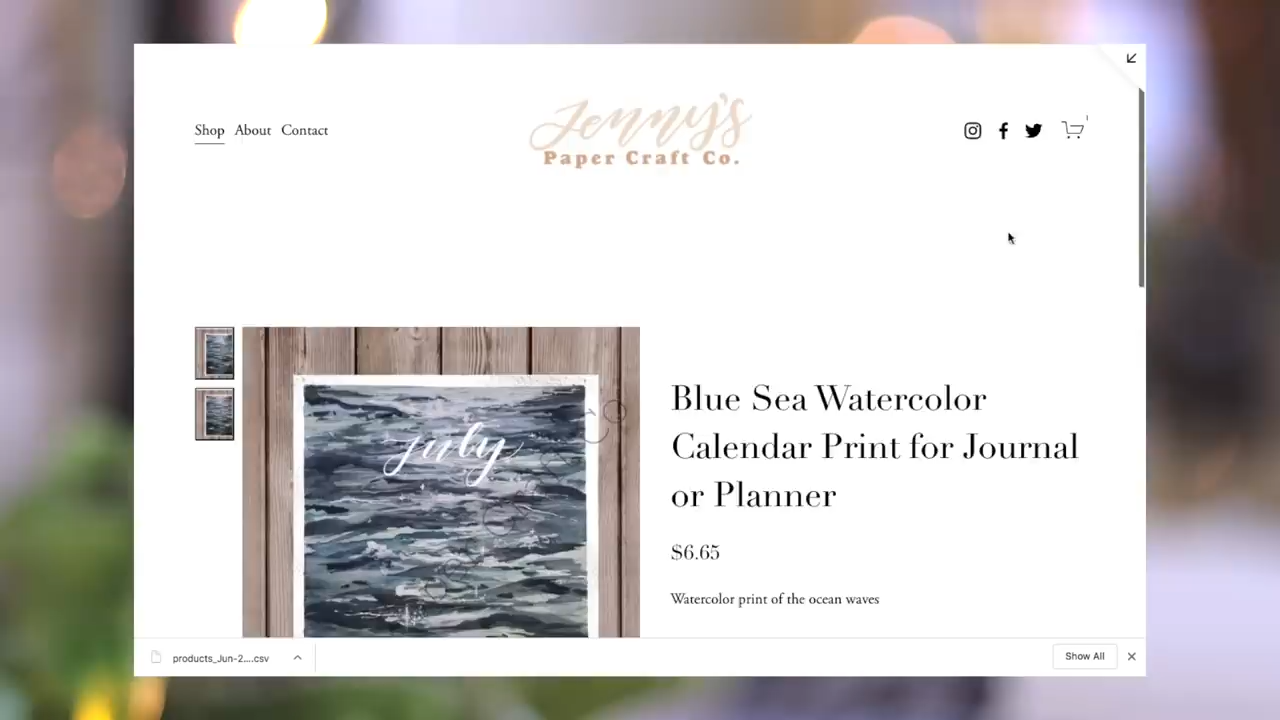 Shop About Contact
Jenny's
Paper Craft Co.
1
july
Blue Sea Watercolor
Calendar Print for Journal
or Planner
$6.65
Watercolor print of the ocean waves
products_Jun-2....csv
Show All